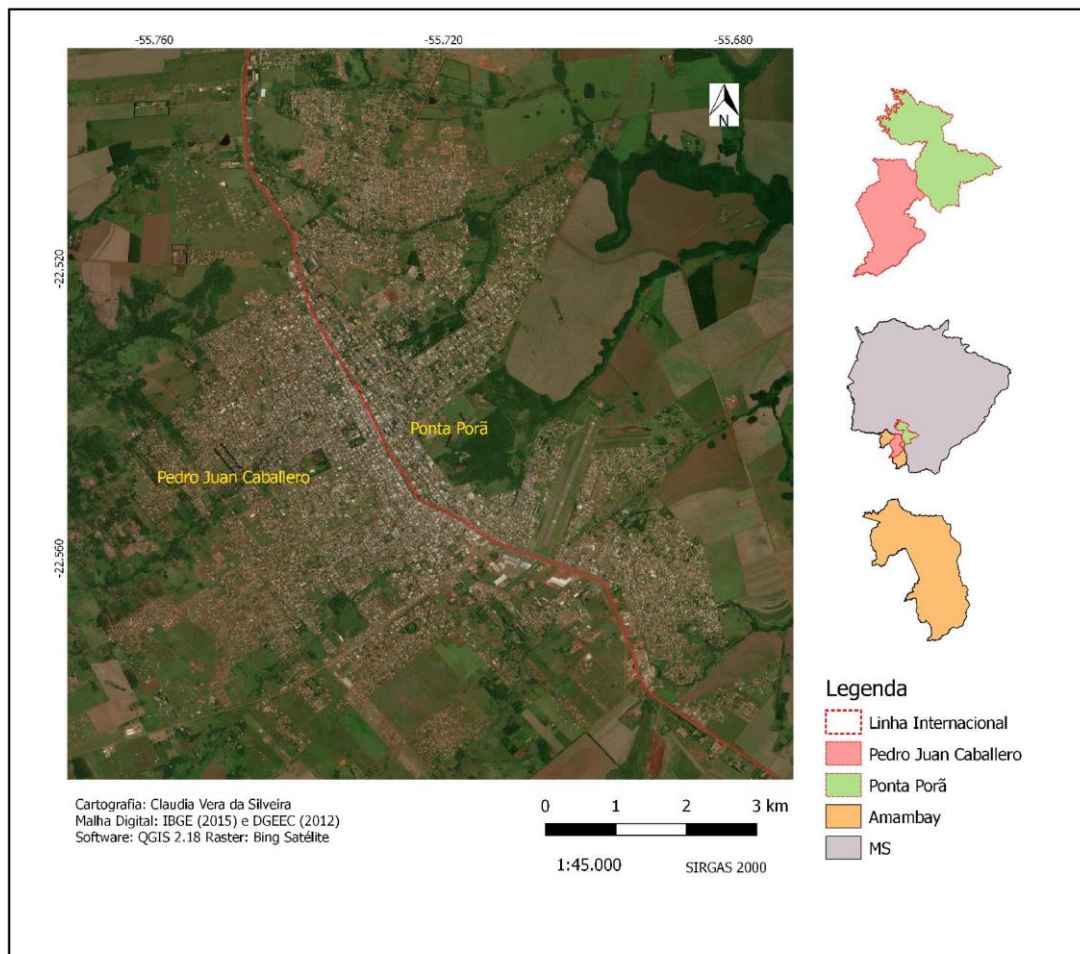 -55.760
-55.720
-55.680
N
-22.520
-22.560
Ponta Porã
Pedro Juan Caballero
Cartografia: Claudia Vera da Silveira
Malha Digital: IBGE (2015) e DGEEC (2012)
Software: QGIS 2.18 Raster: Bing Satélite
0 1 2 3 km
1:45.000 SIRGAS 2000
Legenda
Linha Internacional
Pedro Juan Caballero
Ponta Porã
Amambay
MS